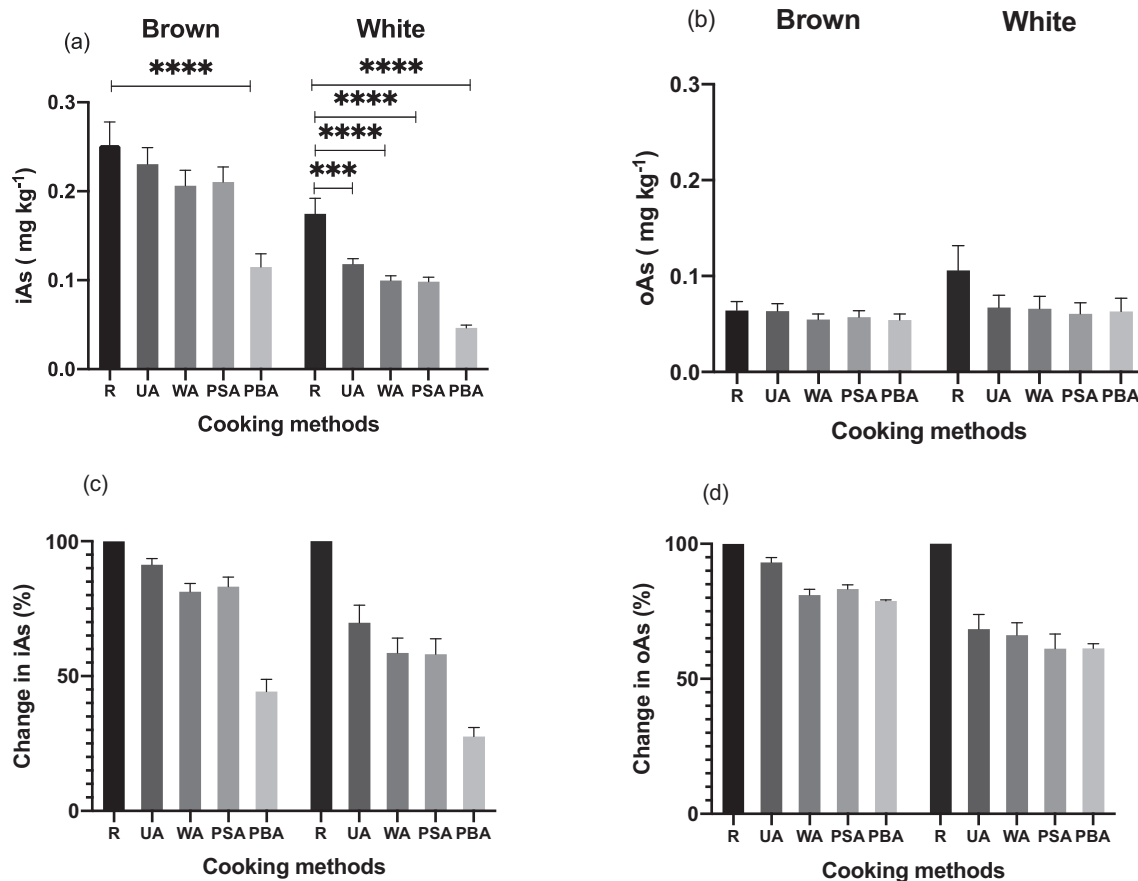 (a)
Brown
White
****
****
****
****
***
0.3
0.2
0.1
0.0
iAs ( mg kg-1)
R UA WA PSA PBA R UA WA PSA PBA
Cooking methods
(b)
Brown
White
0.3
0.2
0.1
0.0
oAs ( mg kg-1)
R UA WA PSA PBA R UA WA PSA PBA
Cooking methods
(c)
100
50
0
Change in iAs (%)
R UA WA PSA PBA R UA WA PSA PBA
Cooking methods
(d)
100
50
0
Change in oAs (%)
R UA WA PSA PBA R UA WA PSA PBA
Cooking methods